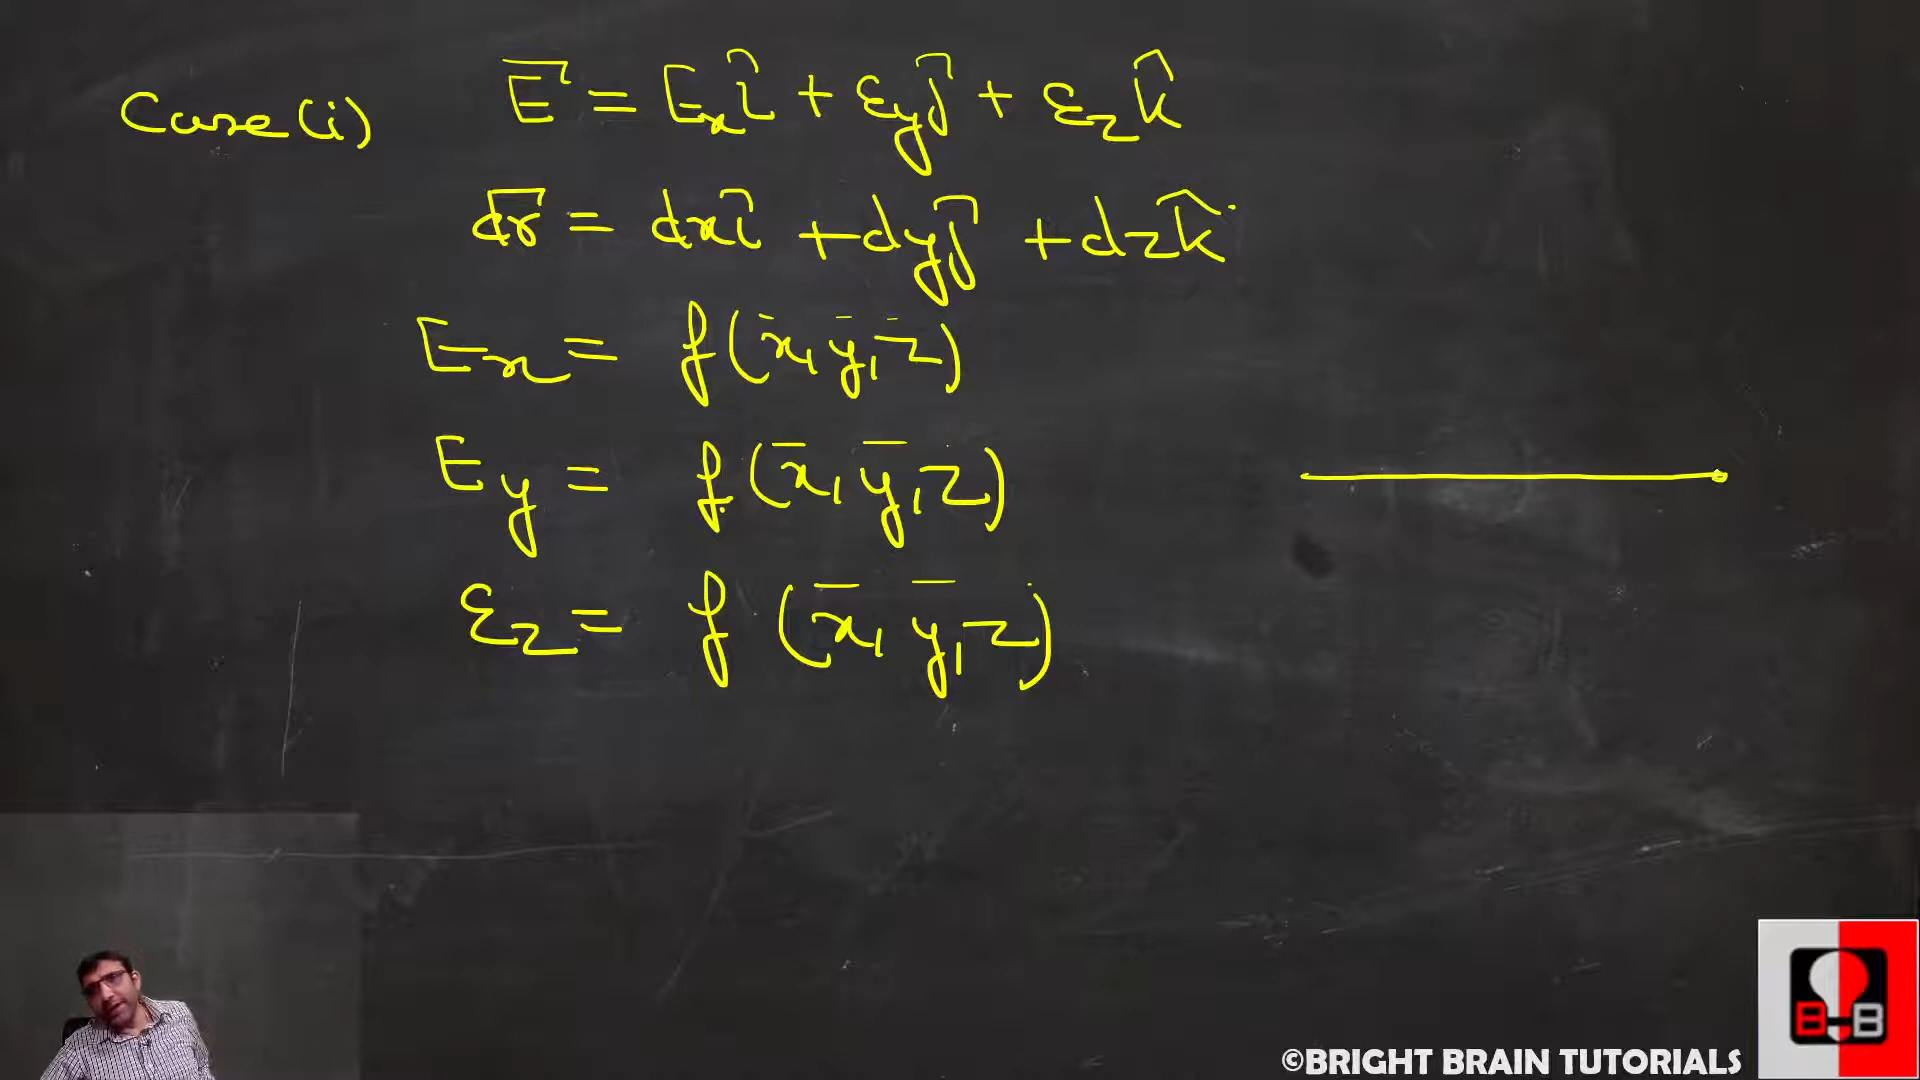 Case(i) E⃗ = Exî + Eyĵ + Ezk̂
dr⃗ = dxî + dyĵ + dzk̂
Ex = f(x̄, ȳ, z̄)
Ey = f(x̄, ȳ, z)
Ez = f(x̄, ȳ, z)
B B
©BRIGHT BRAIN TUTORIALS